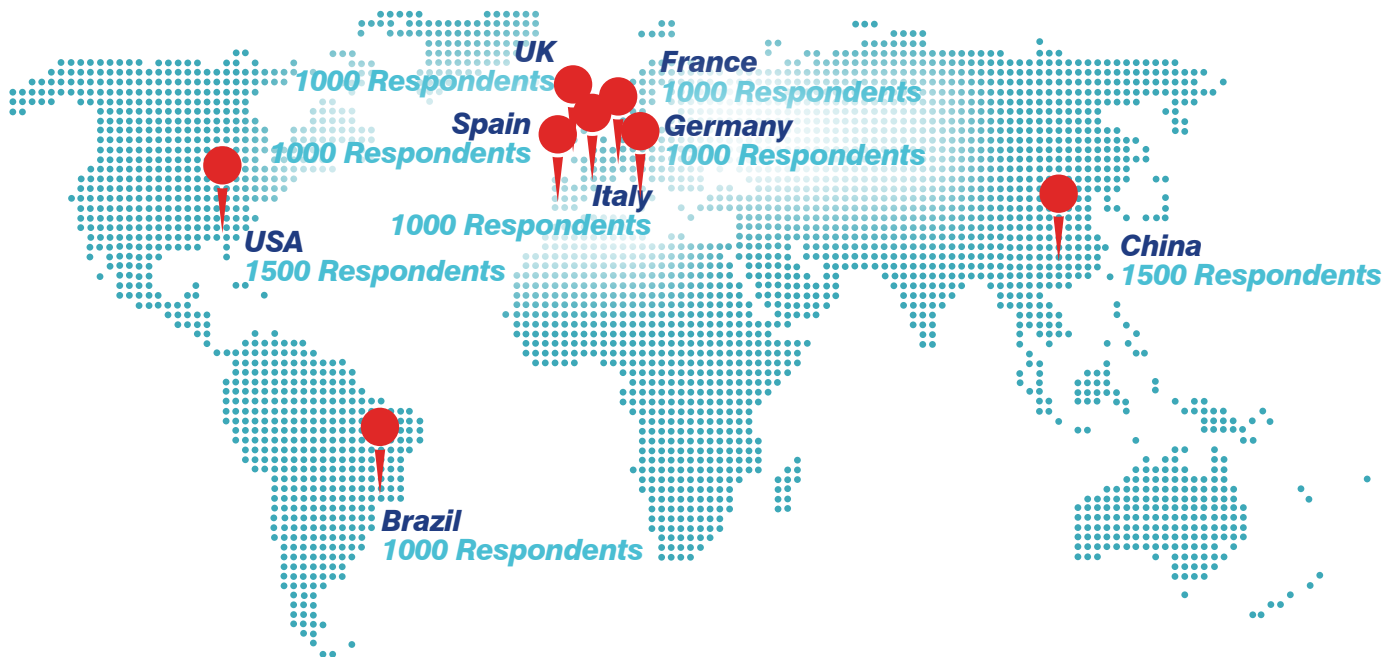 UK
1000 Respondents
France
1000 Respondents
Spain
1000 Respondents
Germany
1000 Respondents
Italy
1000 Respondents
USA
1500 Respondents
China
1500 Respondents
Brazil
1000 Respondents